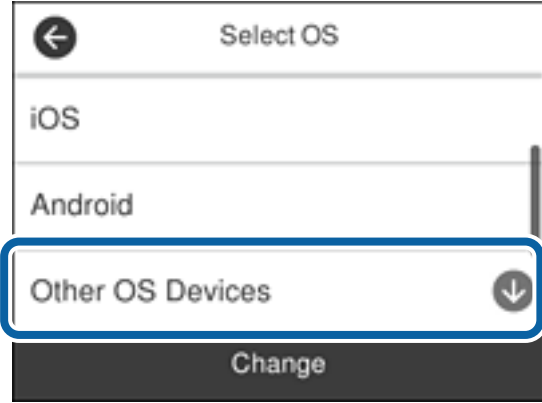 Select OS
iOS
Android
Other OS Devices
Change